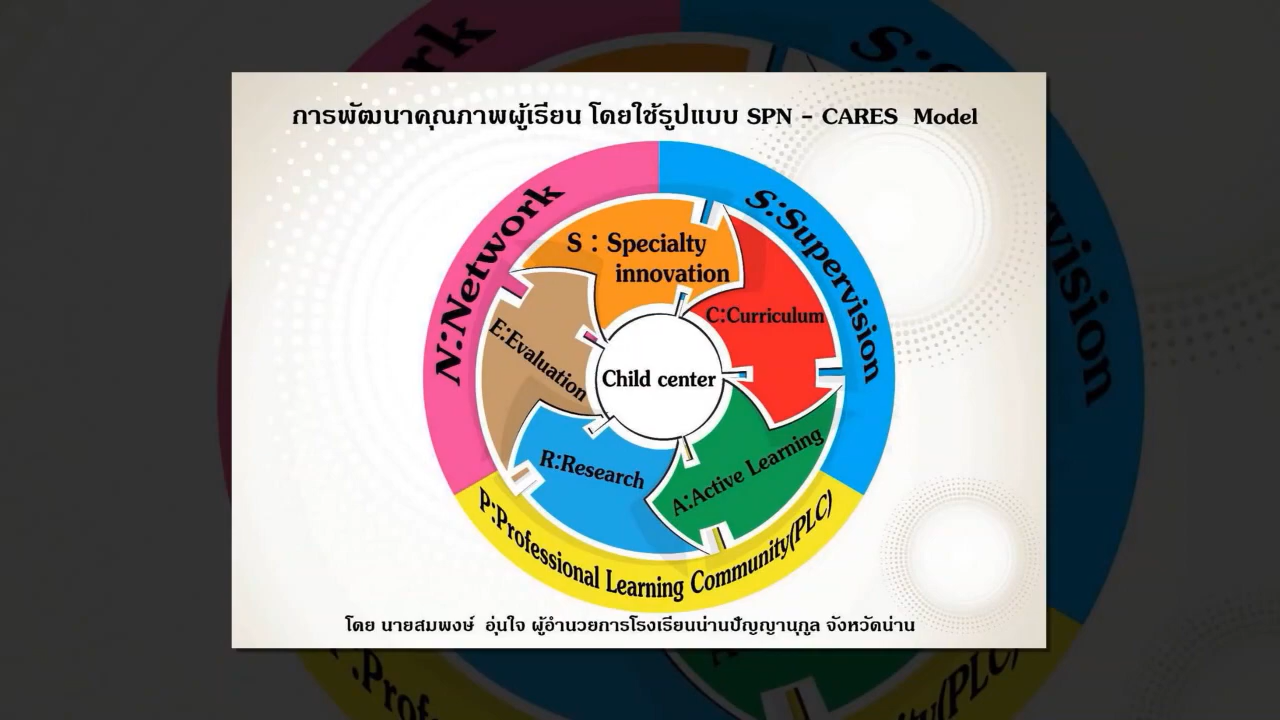 การพัฒนาคุณภาพผู้เรียน โดยใช้รูปแบบ SPN - CARES Model
N:Network
S:Supervision
S : Specialty
innovation
C:Curriculum
E:Evaluation
Child center
R:Research
A:Active Learning
P:Professional Learning Community(PLC)
โดย นายสมพงษ์ อุ่นใจ ผู้อำนวยการโรงเรียนน่านปัญญานุกูล จังหวัดน่าน